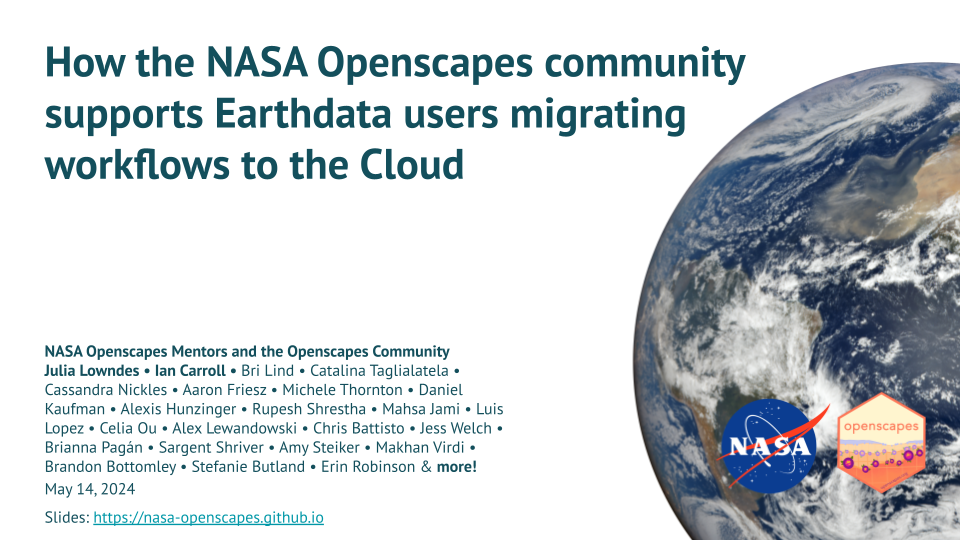 How the NASA Openscapes community
supports Earthdata users migrating
workflows to the Cloud
NASA Openscapes Mentors and the Openscapes Community
Julia Lowndes • Ian Carroll • Bri Lind • Catalina Taglialatela •
Cassandra Nickles • Aaron Friesz • Michele Thornton • Daniel
Kaufman • Alexis Hunzinger • Rupesh Shrestha • Mahsa Jami • Luis
Lopez • Celia Ou • Alex Lewandowski • Chris Battisto • Jess Welch •
Brianna Pagán • Sargent Shriver • Amy Steiker • Makhan Virdi •
Brandon Bottomley • Stefanie Butland • Erin Robinson & more!
May 14, 2024
Slides: https://nasa-openscapes.github.io
NASA
openscapes